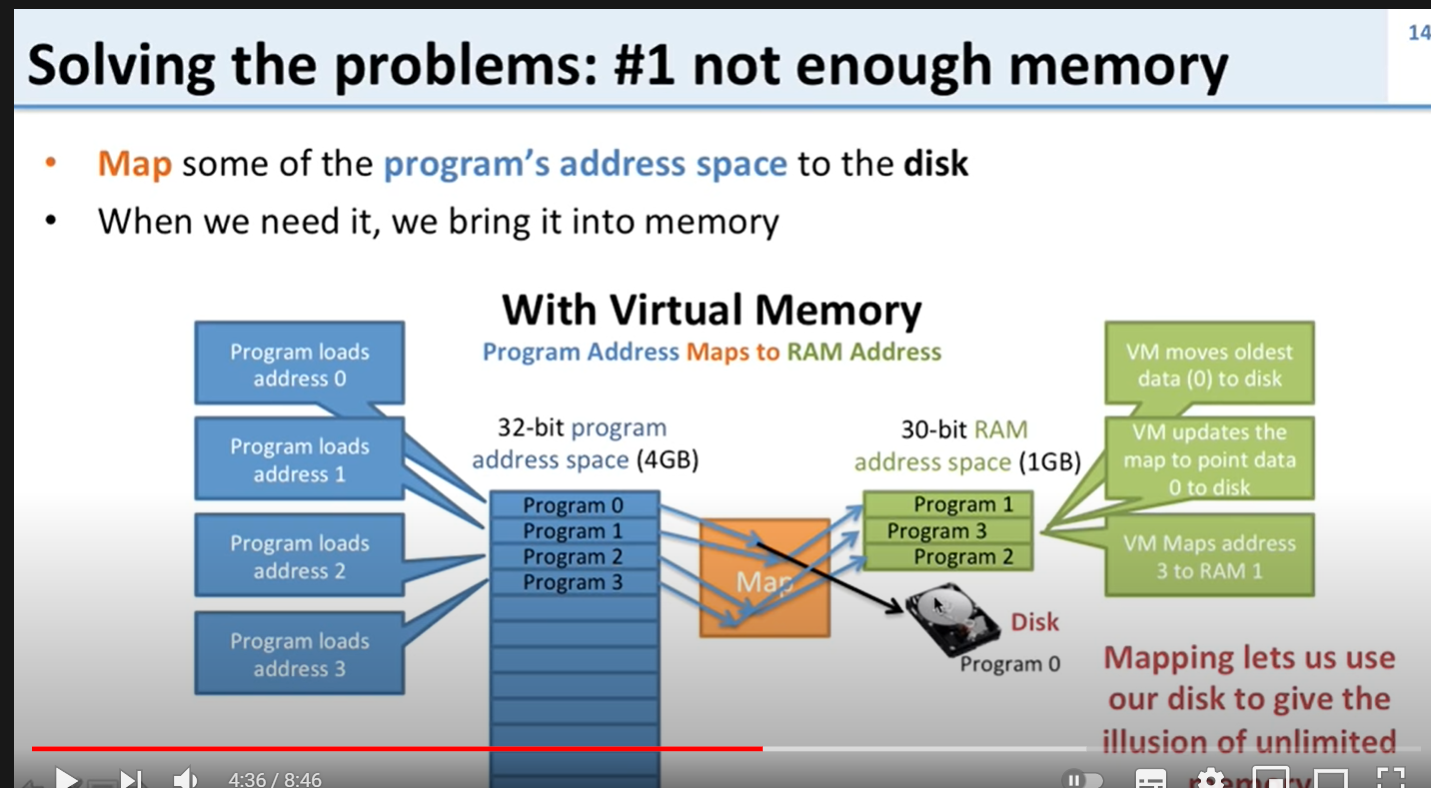 14
Solving the problems: #1 not enough memory
• Map some of the program's address space to the disk
• When we need it, we bring it into memory
With Virtual Memory
Program Address Maps to RAM Address
Program loads
address 0
Program loads
address 1
Program loads
address 2
Program loads
address 3
32-bit program
address space (4GB)
Program 0
Program 1
Program 2
Program 3
Map
30-bit RAM
address space (1GB)
Program 1
Program 3
Program 2
Disk
Program 0
VM moves oldest
data (0) to disk
VM updates the
map to point data
0 to disk
VM Maps address
3 to RAM 1
Mapping lets us use
our disk to give the
illusion of unlimited
memory
4:36 / 8:46